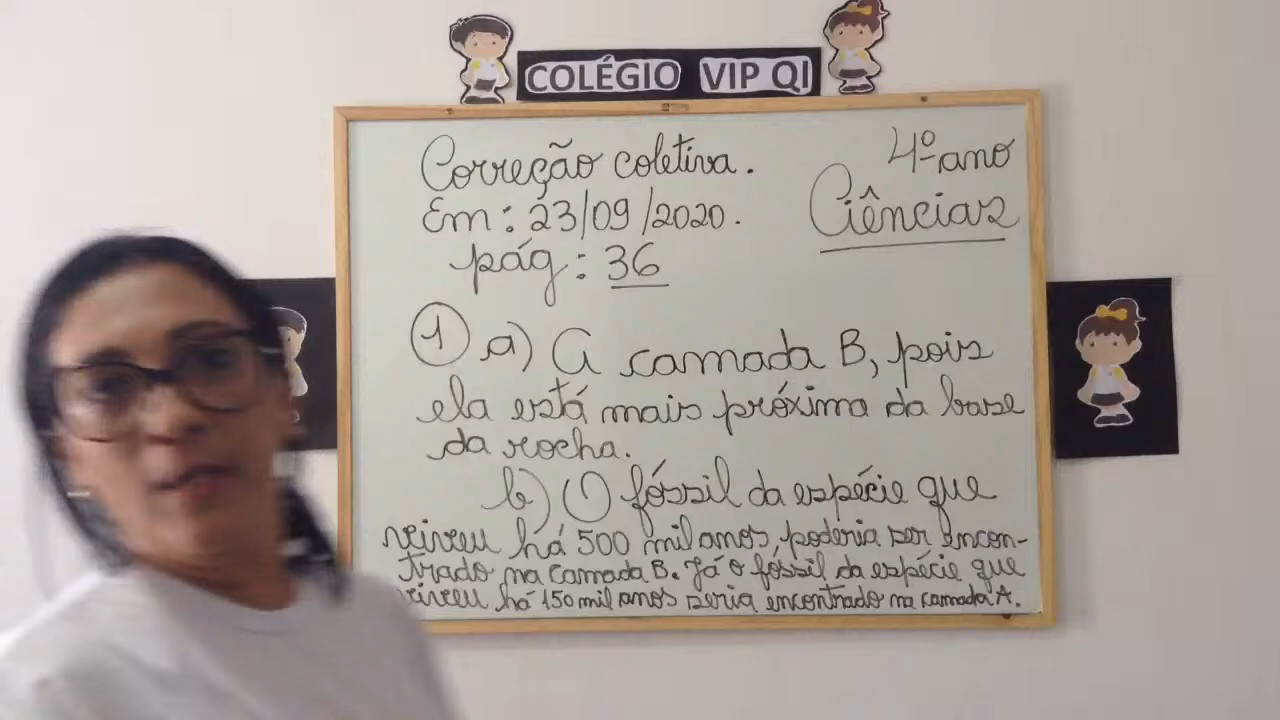 COLÉGIO VIP QI
Correção coletiva.
4º ano
Em: 23/09/2020.
Ciências
pág: 36
1 a) A camada B, pois
ela está mais próxima da base
da rocha.
b) O fóssil da espécie que
viveu há 500 mil anos, poderia ser encon-
trado na camada B. Já o fóssil da espécie que
viveu há 150 mil anos seria encontrado na camada A.